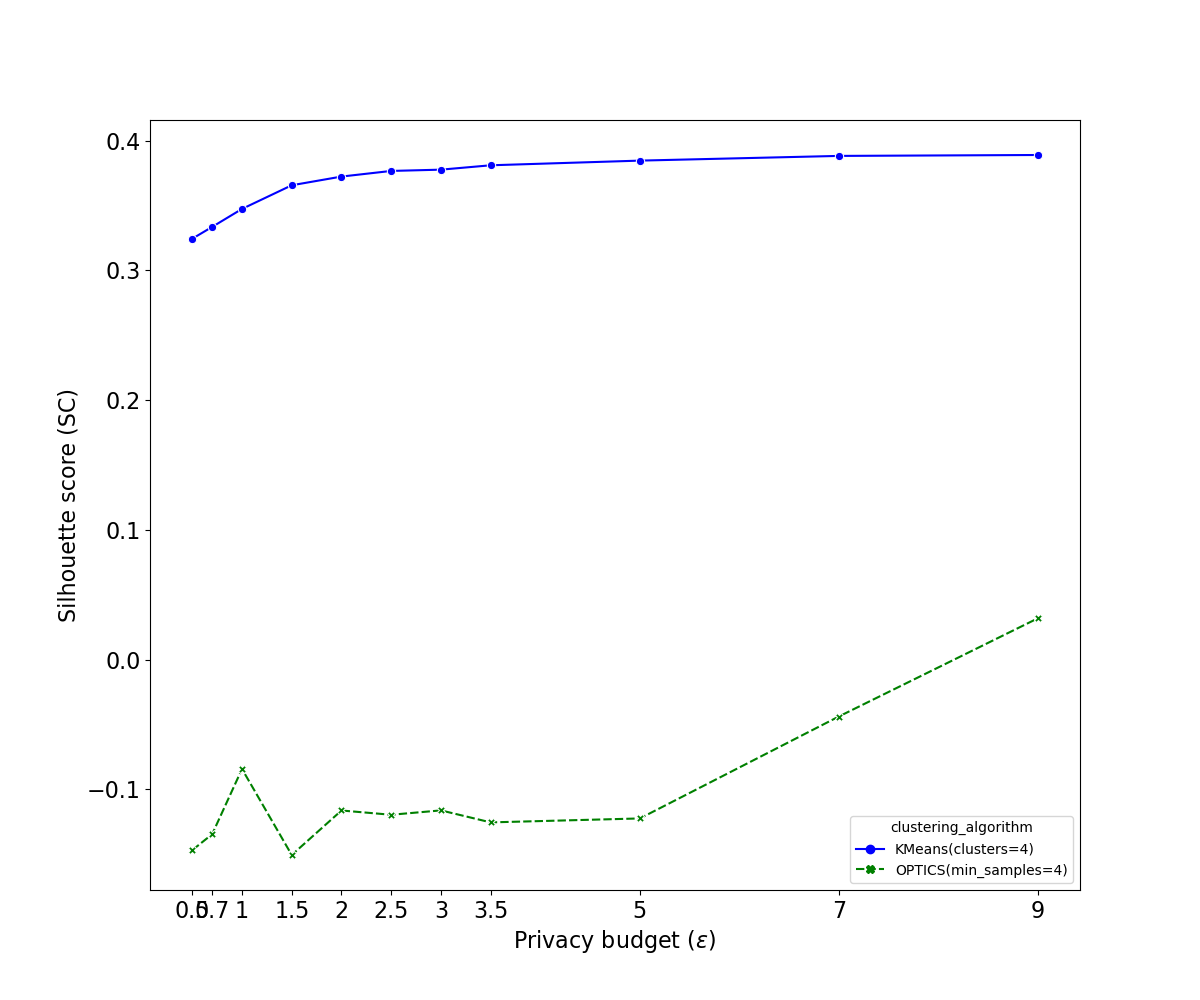 0.4
0.3
0.2
0.1
0.0
−0.1
Silhouette score (SC)
clustering_algorithm
KMeans(clusters=4)
OPTICS(min_samples=4)
0.5 0.7 1 1.5 2 2.5 3 3.5 5 7 9
Privacy budget (ε)